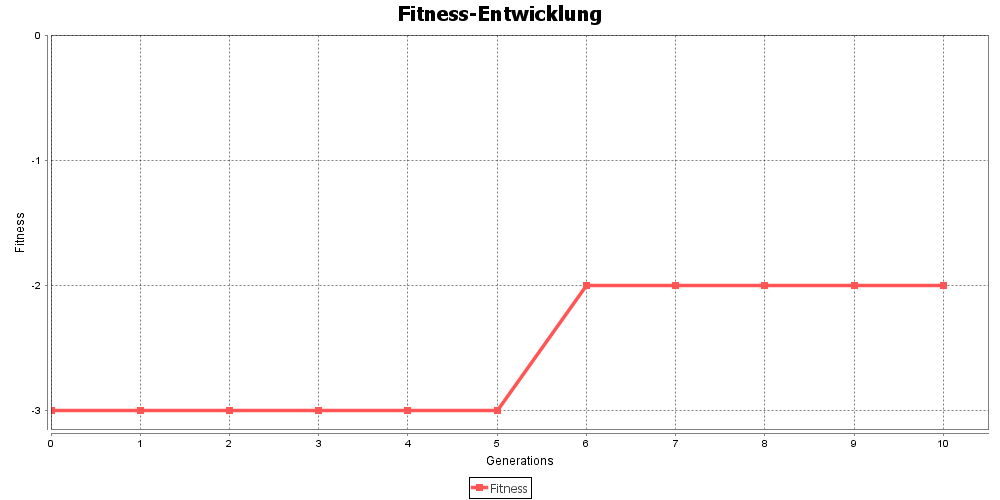 Fitness-Entwicklung
0
-1
-2
-3
Fitness
0 1 2 3 4 5 6 7 8 9 10
Generations
Fitness